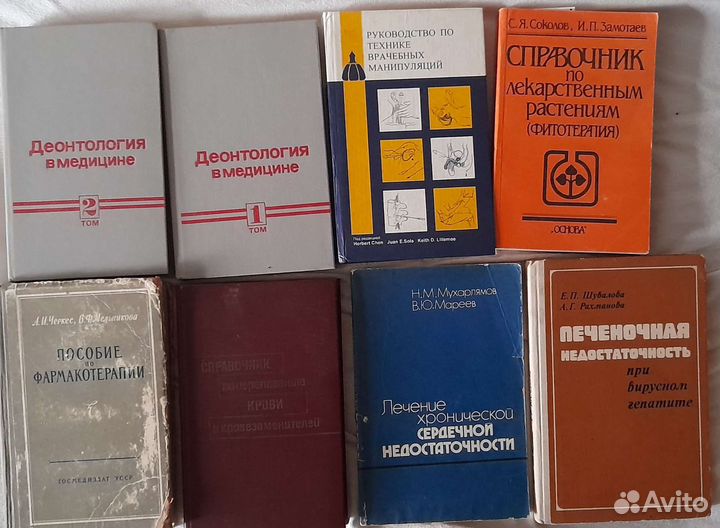 Деонтология
в медицине
2
ТОМ
Деонтология
в медицине
1
ТОМ
РУКОВОДСТВО ПО
ТЕХНИКЕ
ВРАЧЕБНЫХ
МАНИПУЛЯЦИЙ
Под редакцией
Herbert Chen Juan E.Sola Keith D. Lillemoe
С. Я. Соколов, И. П. Замотаев
СПРАВОЧНИК
по
лекарственным
растениям
(ФИТОТЕРАПИЯ)
„ОСНОВА"
А.И.Черкес, В.Ф.Мельникова
ПОСОБИЕ
по
ФАРМАКОТЕРАПИИ
ГОСМЕДИЗДАТ УССР
СПРАВОЧНИК
КРОВИ
и кровезаменителей
Н.М.Мухарлямов
В.Ю.Мареев
Лечение
хронической
СЕРДЕЧНОЙ
НЕДОСТАТОЧНОСТИ
Е. П. Шувалова
А. Г. Рахманова
ПЕЧЕНОЧНАЯ
НЕДОСТАТОЧНОСТЬ
при
вирусном
гепатите
Avito